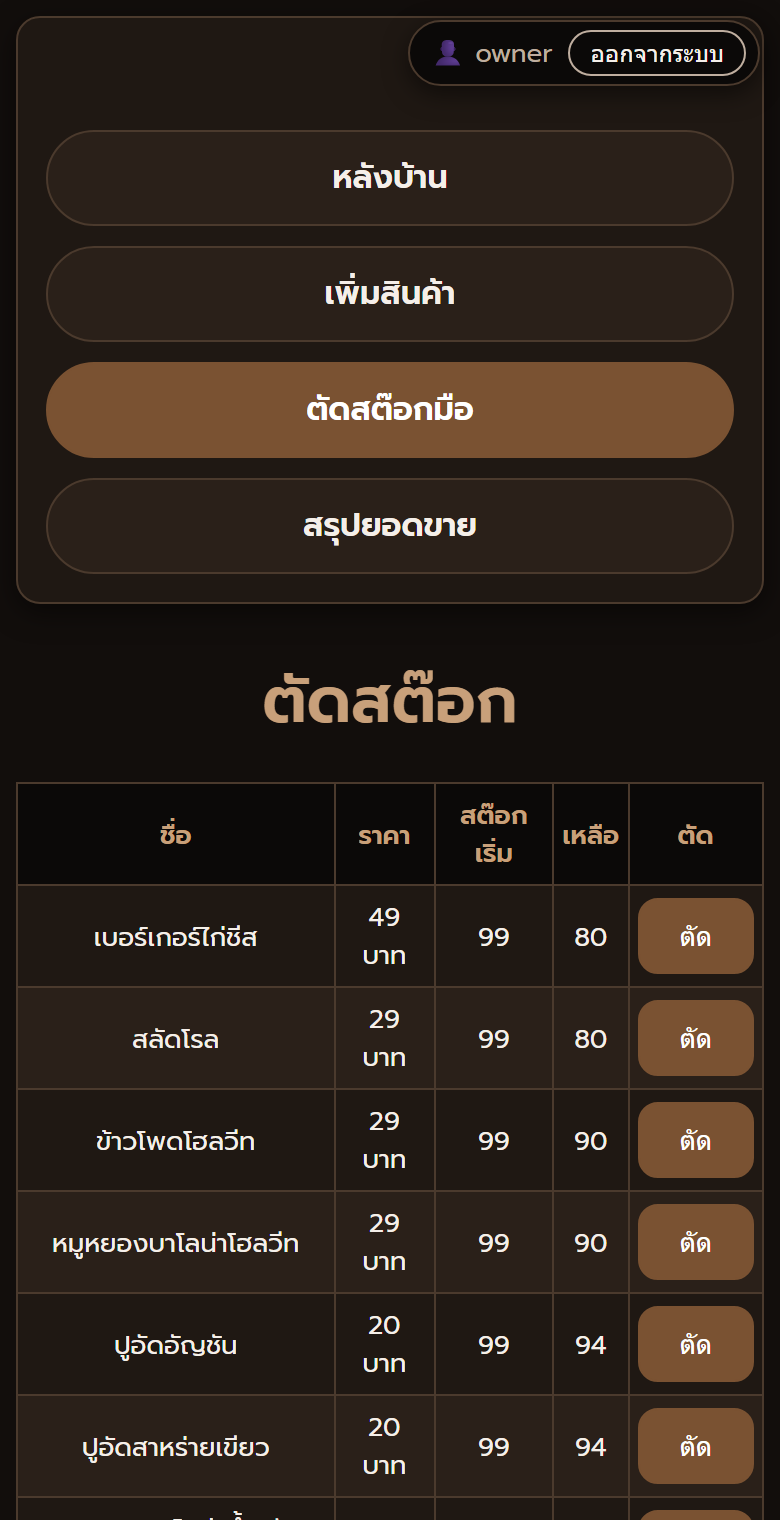 owner ออกจากระบบ
หลังบ้าน
เพิ่มสินค้า
ตัดสต๊อกมือ
สรุปยอดขาย
ตัดสต๊อก
ชื่อ ราคา สต๊อก เริ่ม เหลือ ตัด
เบอร์เกอร์ไก่ชีส 49 บาท 99 80 ตัด
สลัดโรล 29 บาท 99 80 ตัด
ข้าวโพดโฮลวีท 29 บาท 99 90 ตัด
หมูหยองบาโลน่าโฮลวีท 29 บาท 99 90 ตัด
ปูอัดอัญชัน 20 บาท 99 94 ตัด
ปูอัดสาหร่ายเขียว 20 บาท 99 94 ตัด